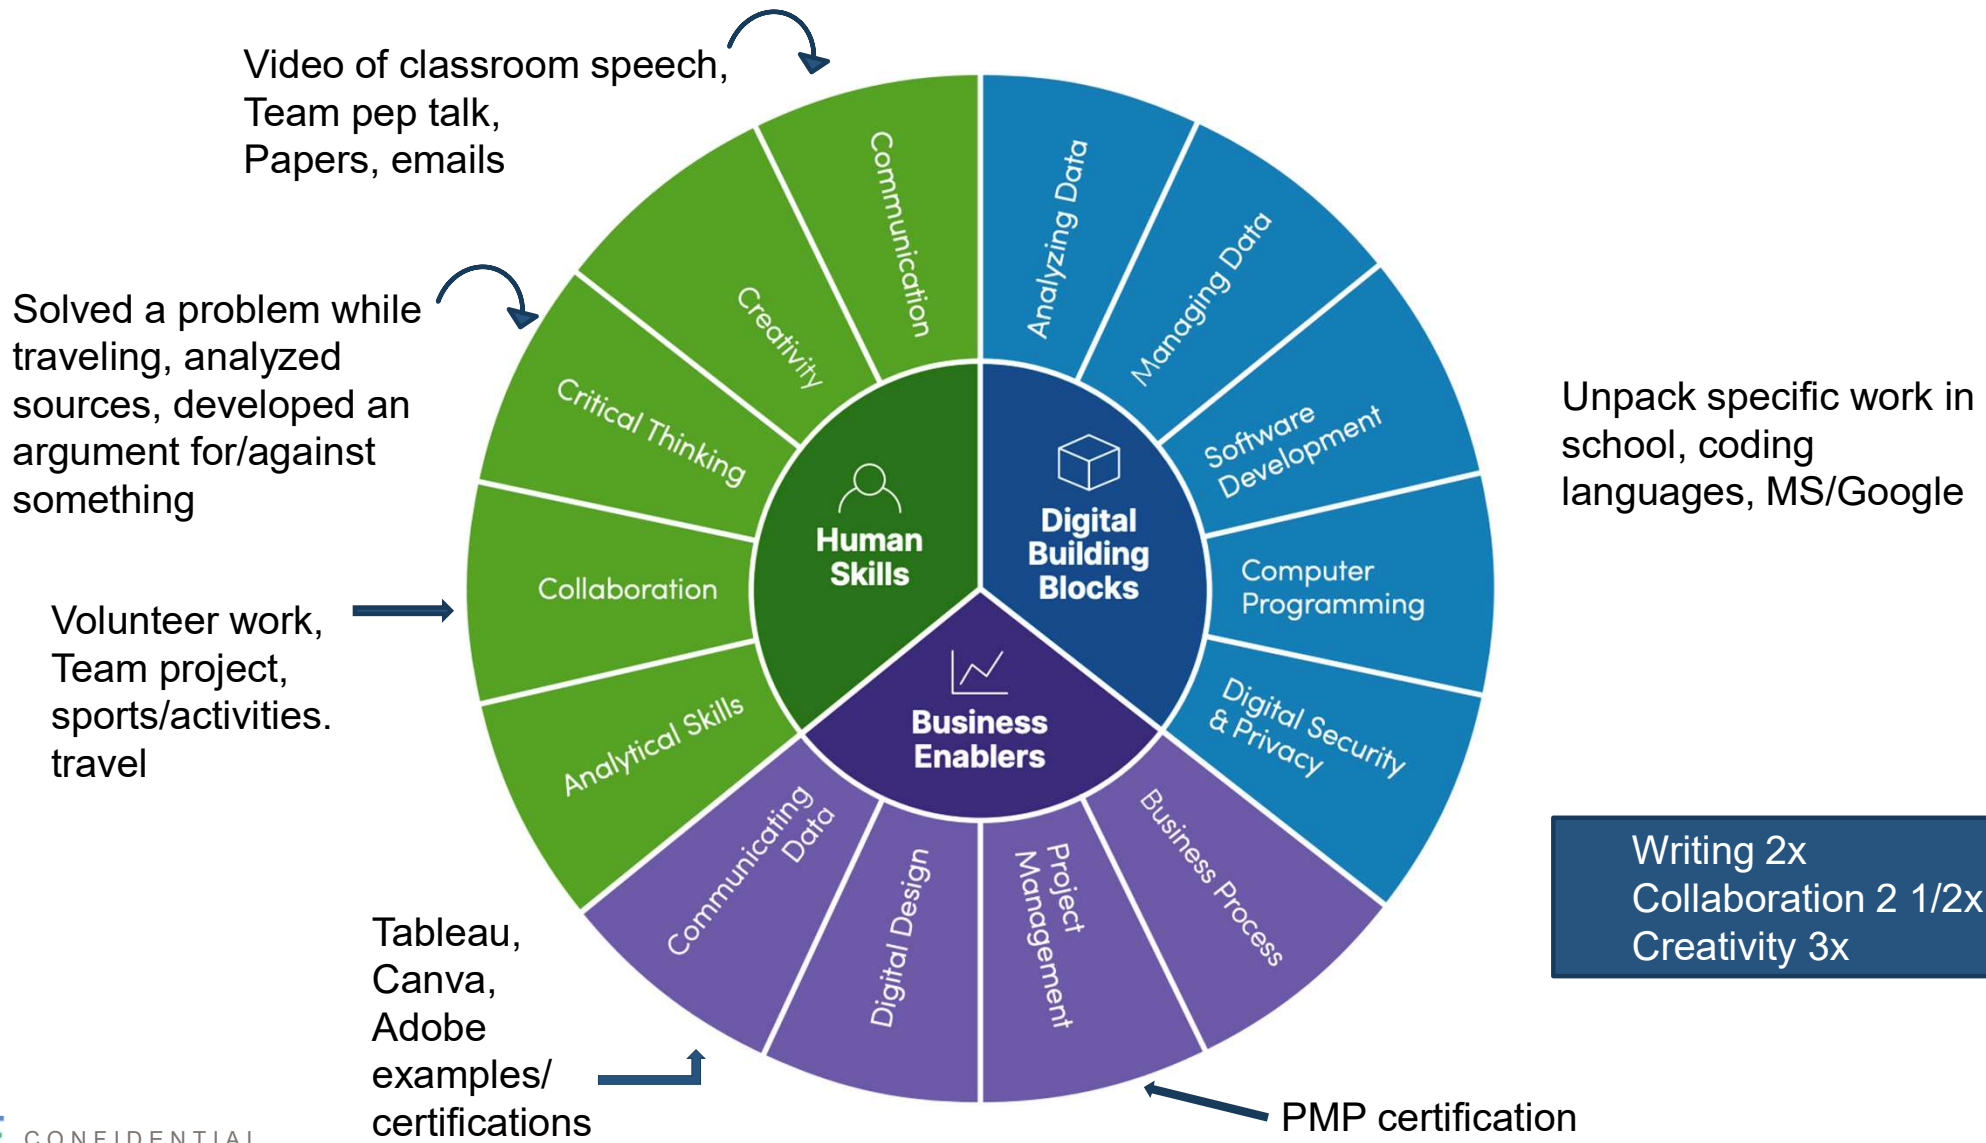 Video of classroom speech,
Team pep talk,
Papers, emails
Solved a problem while
traveling, analyzed
sources, developed an
argument for/against
something
Volunteer work,
Team project,
sports/activities.
travel
Tableau,
Canva,
Adobe
examples/
certifications
Communication
Creativity
Critical Thinking
Collaboration
Analytical Skills
Human
Skills
Analyzing Data
Managing Data
Software
Development
Computer
Programming
Digital Security
& Privacy
Digital
Building
Blocks
Business
Enablers
Communicating
Data
Digital Design
Project
Management
Business Process
Unpack specific work in
school, coding
languages, MS/Google
Writing 2x
Collaboration 2 1/2x
Creativity 3x
PMP certification
CONFIDENTIAL